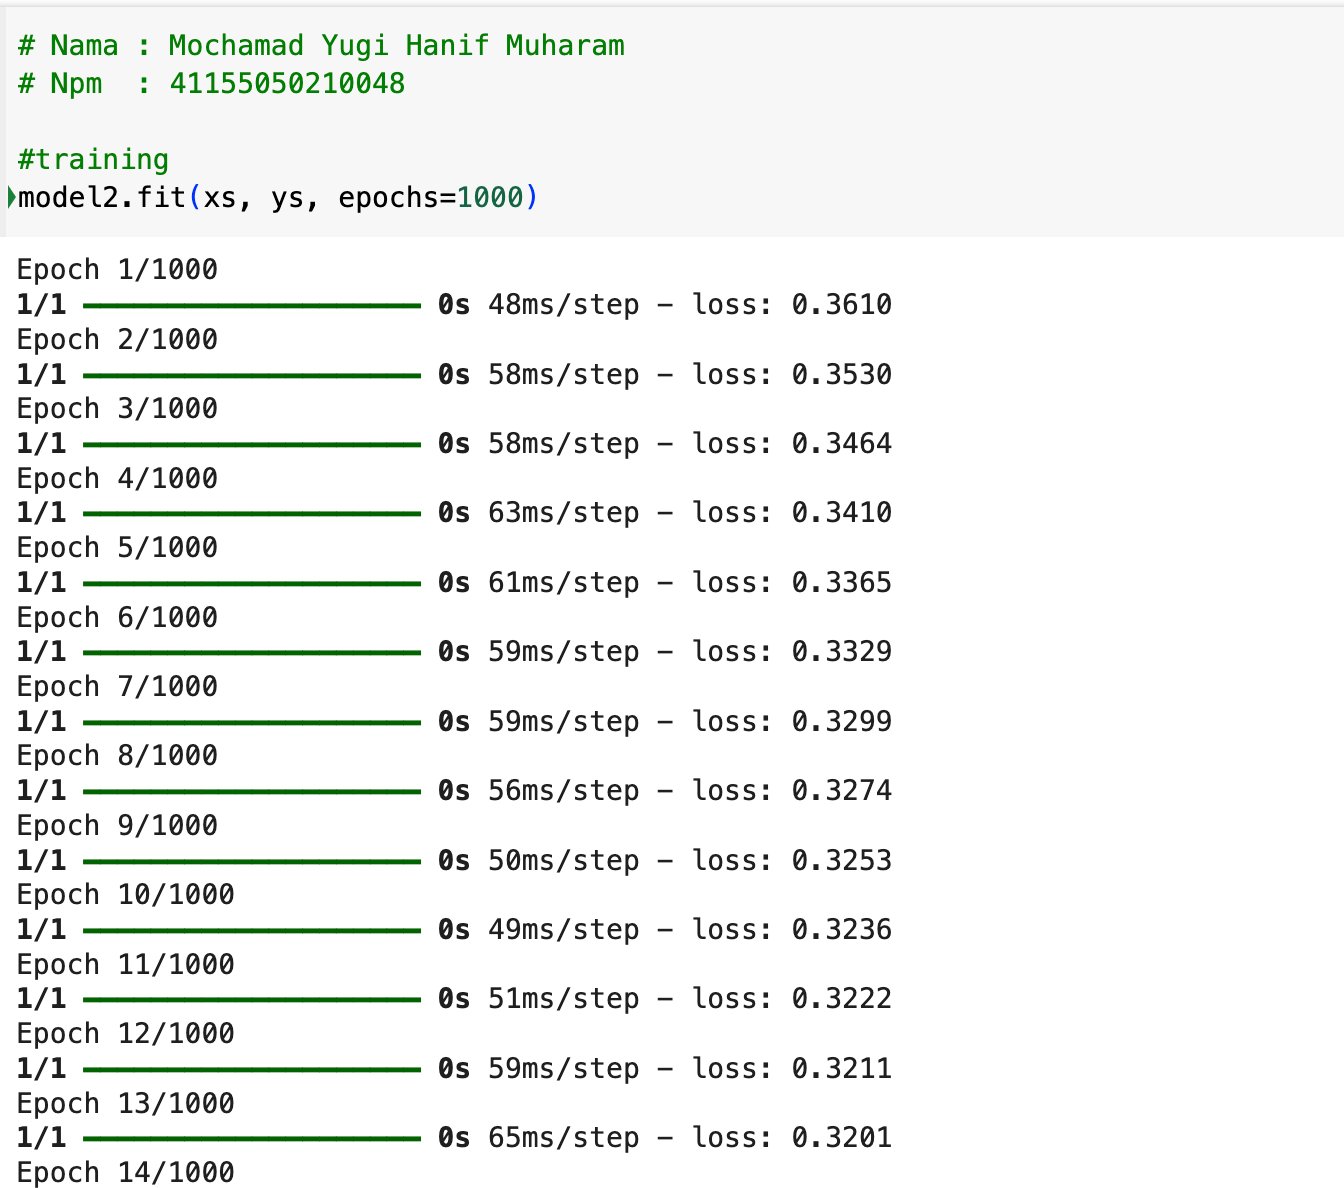 # Nama : Mochamad Yugi Hanif Muharam
# Npm  : 41155050210048
#training
model2.fit(xs, ys, epochs=1000)
Epoch 1/1000
1/1 ━━━━━━━━━━━━━━━━━━━━ 0s 48ms/step - loss: 0.3610
Epoch 2/1000
1/1 ━━━━━━━━━━━━━━━━━━━━ 0s 58ms/step - loss: 0.3530
Epoch 3/1000
1/1 ━━━━━━━━━━━━━━━━━━━━ 0s 58ms/step - loss: 0.3464
Epoch 4/1000
1/1 ━━━━━━━━━━━━━━━━━━━━ 0s 63ms/step - loss: 0.3410
Epoch 5/1000
1/1 ━━━━━━━━━━━━━━━━━━━━ 0s 61ms/step - loss: 0.3365
Epoch 6/1000
1/1 ━━━━━━━━━━━━━━━━━━━━ 0s 59ms/step - loss: 0.3329
Epoch 7/1000
1/1 ━━━━━━━━━━━━━━━━━━━━ 0s 59ms/step - loss: 0.3299
Epoch 8/1000
1/1 ━━━━━━━━━━━━━━━━━━━━ 0s 56ms/step - loss: 0.3274
Epoch 9/1000
1/1 ━━━━━━━━━━━━━━━━━━━━ 0s 50ms/step - loss: 0.3253
Epoch 10/1000
1/1 ━━━━━━━━━━━━━━━━━━━━ 0s 49ms/step - loss: 0.3236
Epoch 11/1000
1/1 ━━━━━━━━━━━━━━━━━━━━ 0s 51ms/step - loss: 0.3222
Epoch 12/1000
1/1 ━━━━━━━━━━━━━━━━━━━━ 0s 59ms/step - loss: 0.3211
Epoch 13/1000
1/1 ━━━━━━━━━━━━━━━━━━━━ 0s 65ms/step - loss: 0.3201
Epoch 14/1000